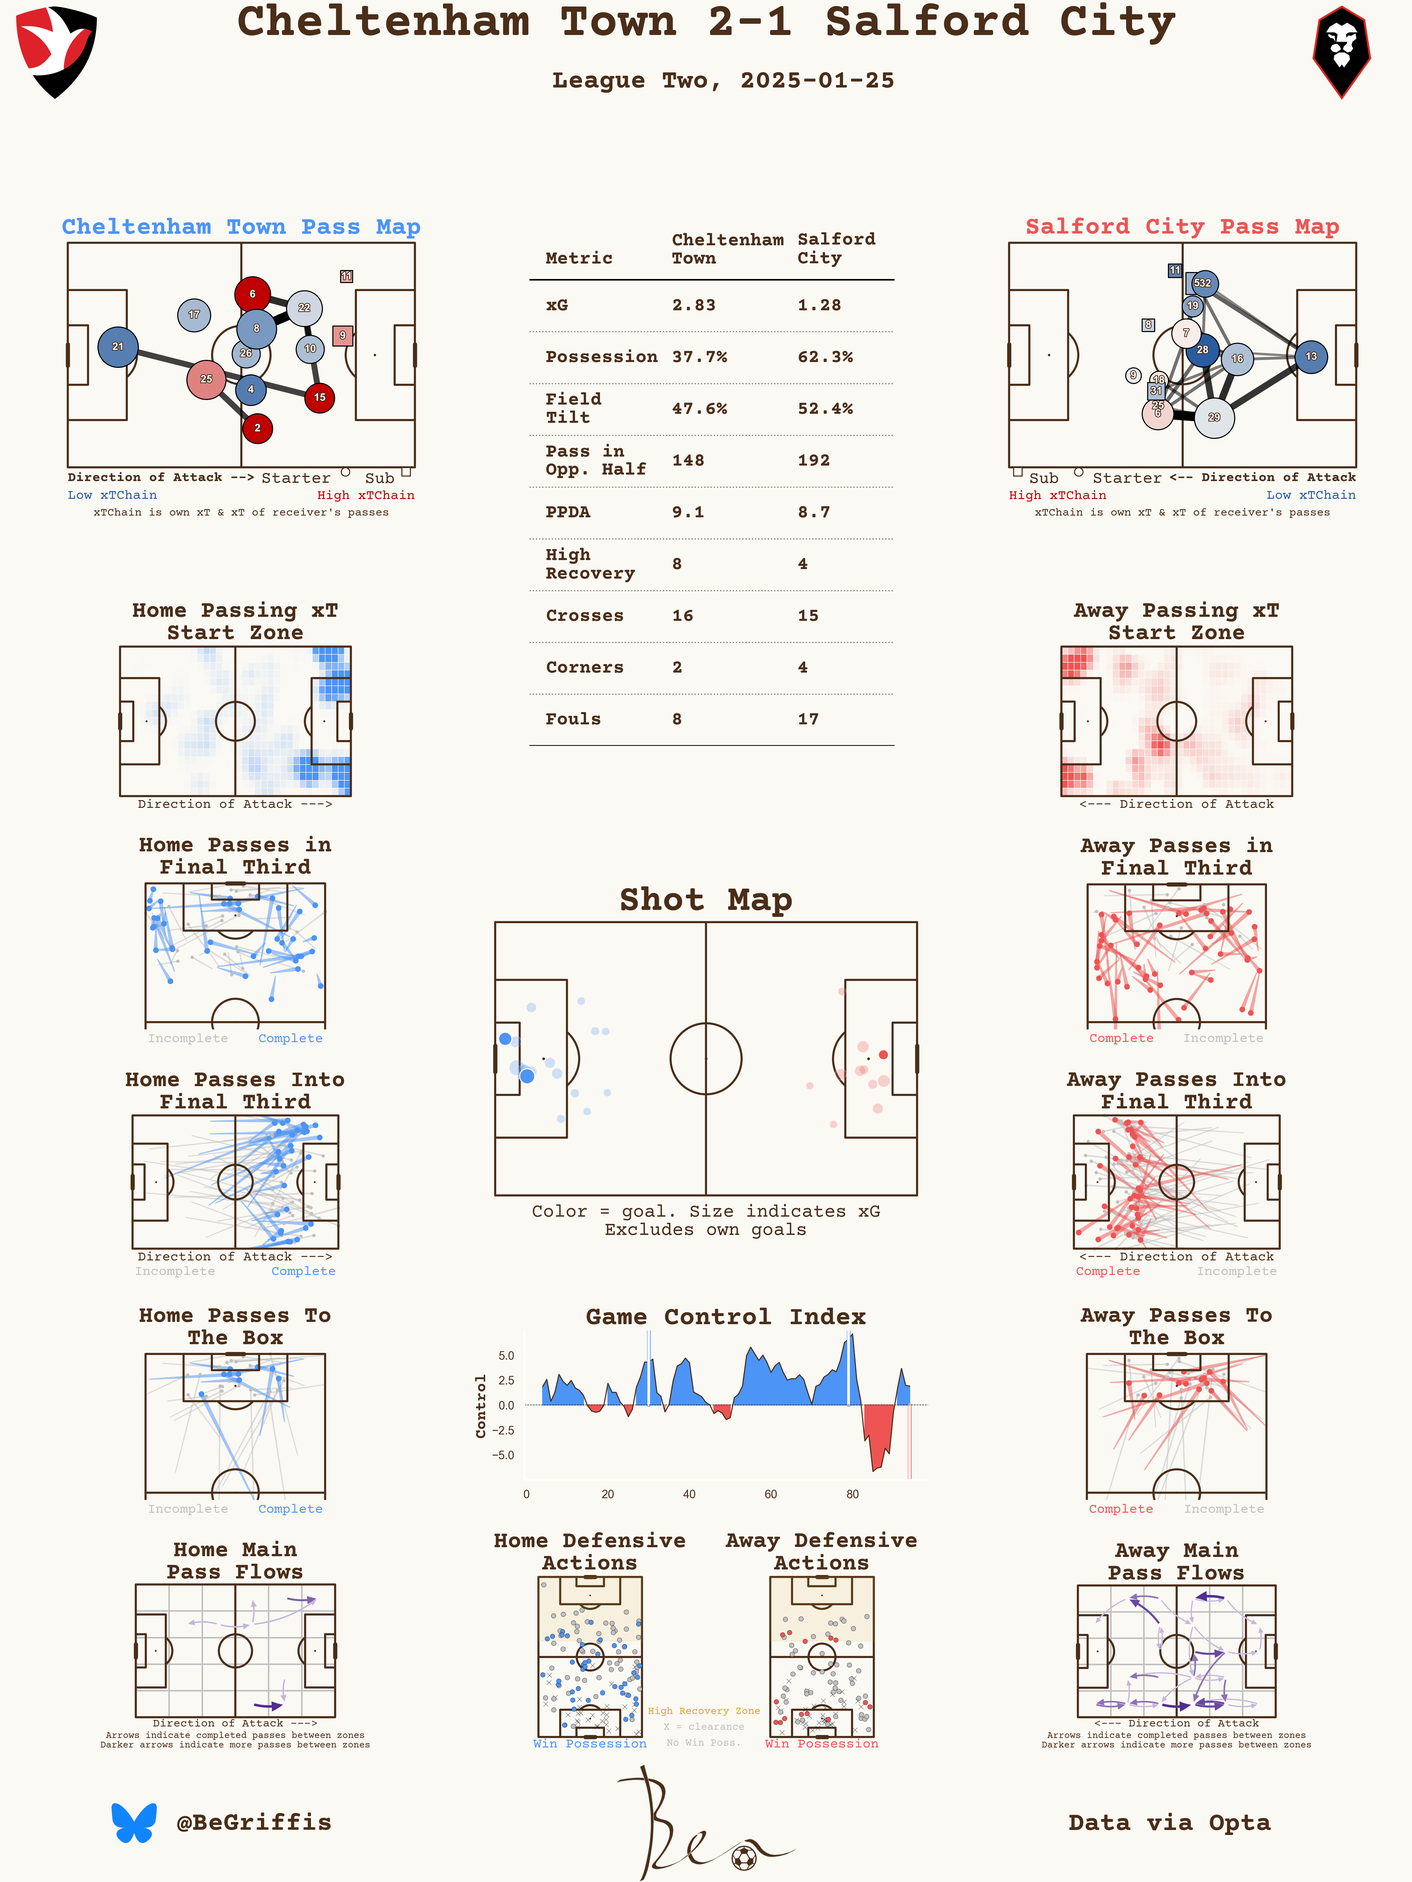 Cheltenham Town 2-1 Salford City
League Two, 2025-01-25
Cheltenham Town Pass Map
11
6
22
17
8
9
21
26
10
25
4
15
2
Direction of Attack --> Starter Sub
Low xTChain High xTChain
xTChain is own xT & xT of receiver's passes
Metric Cheltenham Town Salford City
xG 2.83 1.28
Possession 37.7% 62.3%
Field Tilt 47.6% 52.4%
Pass in Opp. Half 148 192
PPDA 9.1 8.7
High Recovery 8 4
Crosses 16 15
Corners 2 4
Fouls 8 17
Salford City Pass Map
11
532
19
8
7
28
16
13
9
18
31
25
6
29
Sub Starter <-- Direction of Attack
High xTChain Low xTChain
xTChain is own xT & xT of receiver's passes
Home Passing xT
Start Zone
Direction of Attack --->
Away Passing xT
Start Zone
<--- Direction of Attack
Home Passes in
Final Third
Incomplete Complete
Away Passes in
Final Third
Complete Incomplete
Shot Map
Color = goal. Size indicates xG
Excludes own goals
Home Passes Into
Final Third
Direction of Attack --->
Incomplete Complete
Away Passes Into
Final Third
<--- Direction of Attack
Complete Incomplete
Home Passes To
The Box
Incomplete Complete
Game Control Index
Control
5.0
2.5
0.0
−2.5
−5.0
0 20 40 60 80
Away Passes To
The Box
Complete Incomplete
Home Main
Pass Flows
Direction of Attack --->
Arrows indicate completed passes between zones
Darker arrows indicate more passes between zones
Home Defensive
Actions
Win Possession
High Recovery Zone
X = clearance
No Win Poss.
Away Defensive
Actions
Win Possession
Away Main
Pass Flows
<--- Direction of Attack
Arrows indicate completed passes between zones
Darker arrows indicate more passes between zones
@BeGriffis
Ben
Data via Opta